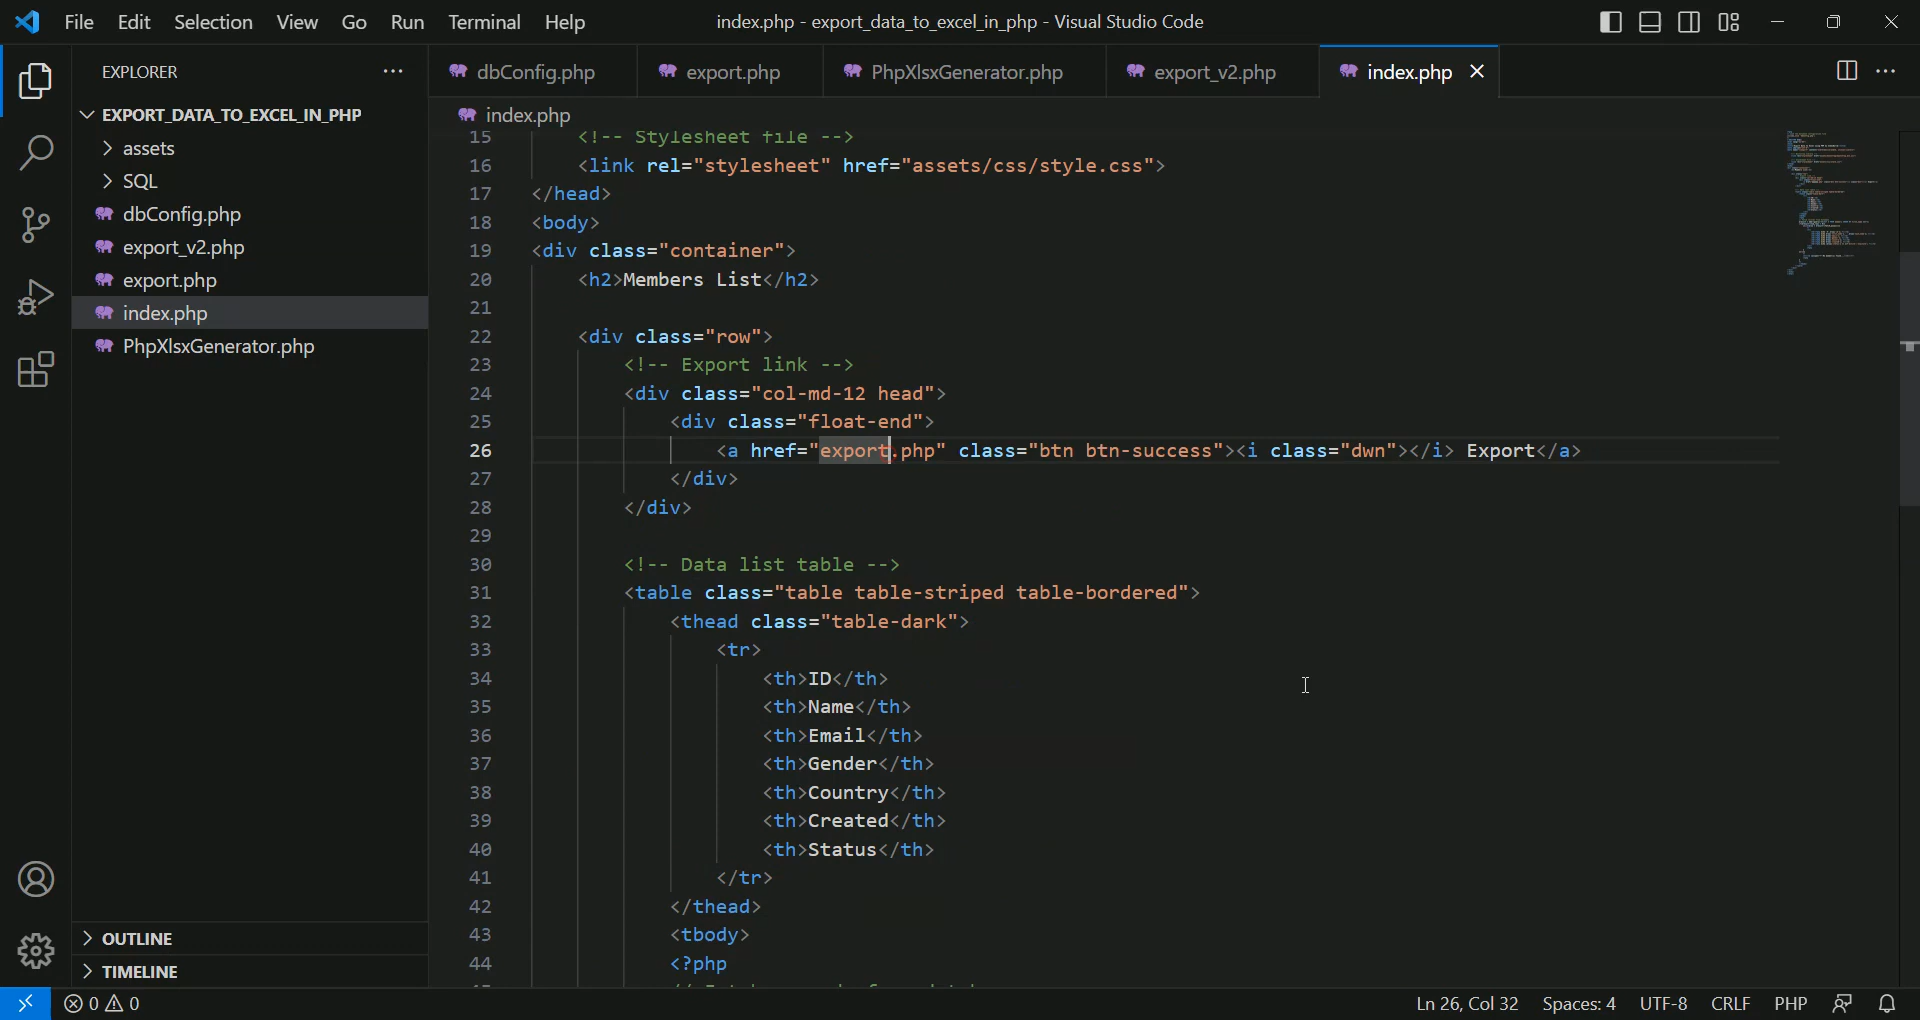 File Edit Selection View Go Run Terminal Help
index.php - export_data_to_excel_in_php - Visual Studio Code
EXPLORER
EXPORT_DATA_TO_EXCEL_IN_PHP
assets
SQL
dbConfig.php
export_v2.php
export.php
index.php
PhpXlsxGenerator.php
OUTLINE
TIMELINE
dbConfig.php export.php PhpXlsxGenerator.php export_v2.php index.php
index.php
15 <!-- Stylesheet file -->
16 <link rel="stylesheet" href="assets/css/style.css">
17 </head>
18 <body>
19 <div class="container">
20 <h2>Members List</h2>
21
22 <div class="row">
23 <!-- Export link -->
24 <div class="col-md-12 head">
25 <div class="float-end">
26 <a href="export.php" class="btn btn-success"><i class="dwn"></i> Export</a>
27 </div>
28 </div>
29
30 <!-- Data list table -->
31 <table class="table table-striped table-bordered">
32 <thead class="table-dark">
33 <tr>
34 <th>ID</th>
35 <th>Name</th>
36 <th>Email</th>
37 <th>Gender</th>
38 <th>Country</th>
39 <th>Created</th>
40 <th>Status</th>
41 </tr>
42 </thead>
43 <tbody>
44 <?php
0 0
Ln 26, Col 32 Spaces: 4 UTF-8 CRLF PHP